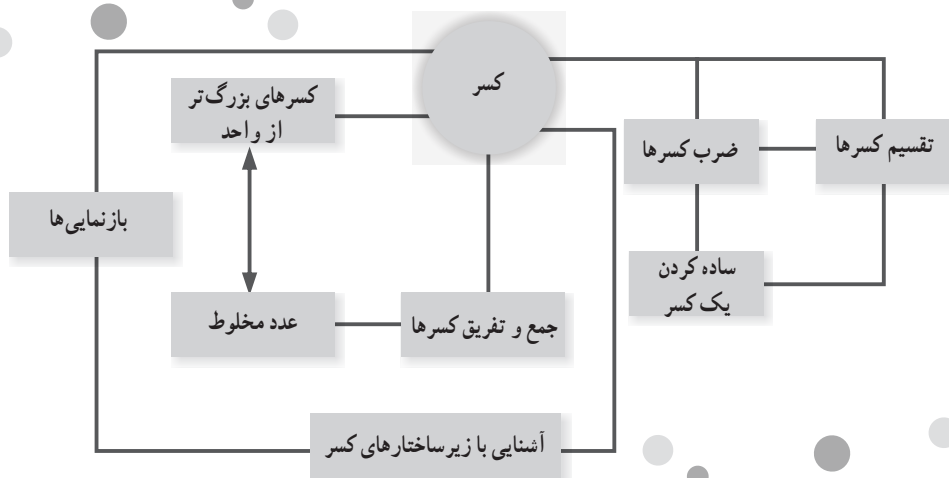 کسر
کسرهای بزرگ‌تر
از واحد
ضرب کسرها
تقسیم کسرها
بازنمایی‌ها
ساده کردن
یک کسر
عدد مخلوط
جمع و تفریق کسرها
آشنایی با زیرساختارهای کسر